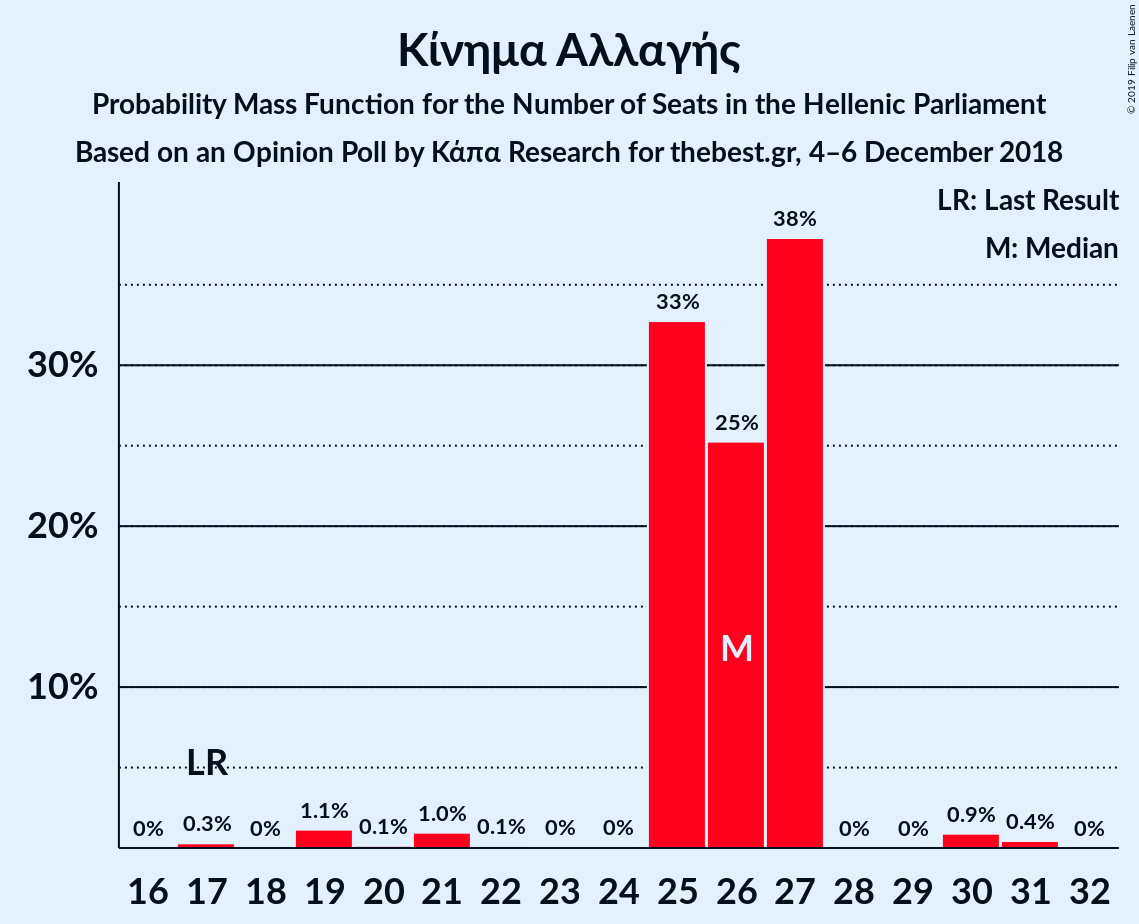 Κίνημα Αλλαγής
Probability Mass Function for the Number of Seats in the Hellenic Parliament
Based on an Opinion Poll by Κάπα Research for thebest.gr, 4–6 December 2018
© 2019 Filip van Laenen
LR: Last Result
M: Median
38%
33%
30%
25%
20%
M
10%
LR
0% 0.3% 0% 1.1% 0.1% 1.0% 0.1% 0% 0% 0% 0% 0.9% 0.4% 0%
16 17 18 19 20 21 22 23 24 25 26 27 28 29 30 31 32